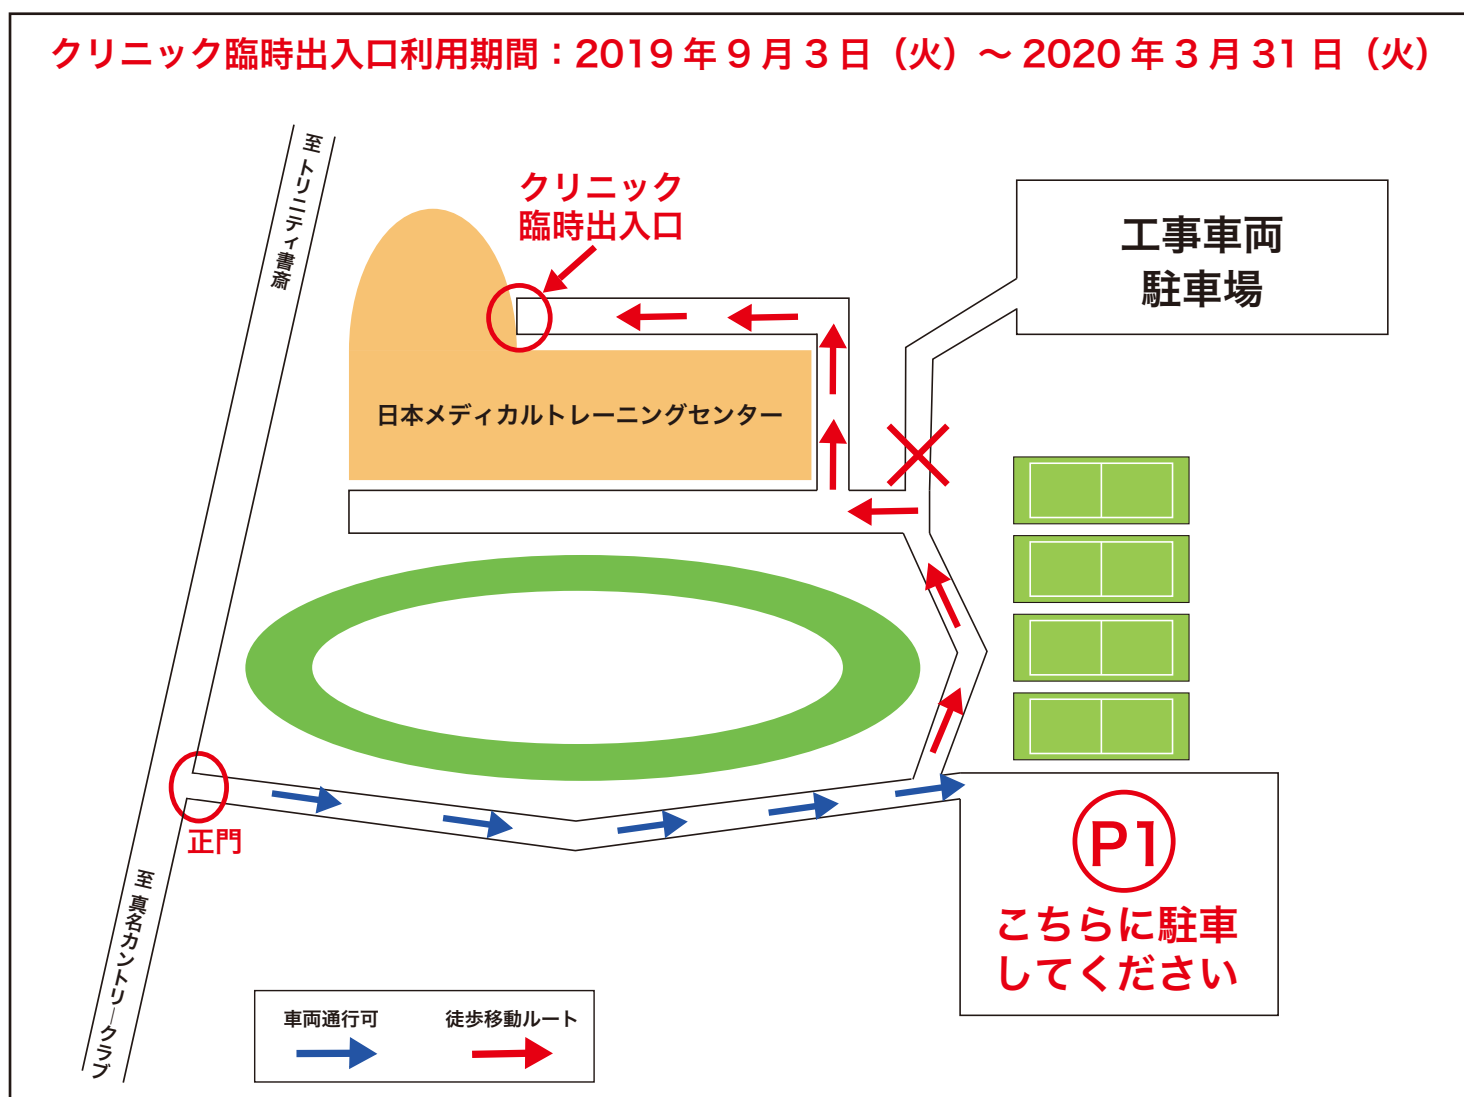 クリニック臨時出入口利用期間：2019年9月3日（火）～2020年3月31日（火）
至 トリニティ書斎
クリニック
臨時出入口
工事車両
駐車場
日本メディカルトレーニングセンター
正門
至 真名カントリークラブ
P1
こちらに駐車
してください
車両通行可
徒歩移動ルート